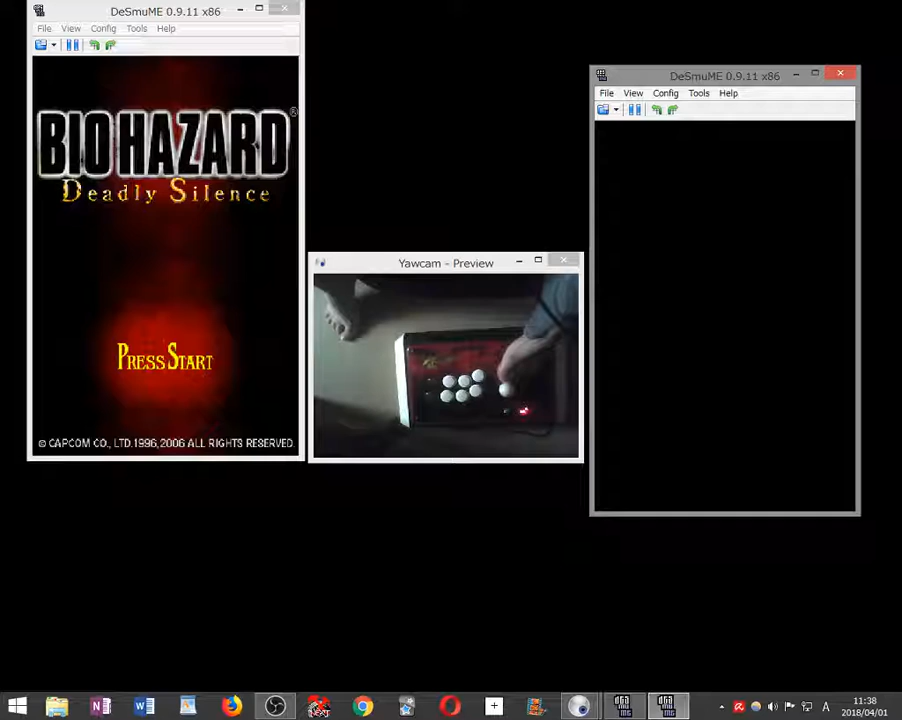 DeSmuME 0.9.11 x86
File View Config Tools Help
BIOHAZARD®
Deadly Silence
PRESS START
© CAPCOM CO., LTD.1996,2006 ALL RIGHTS RESERVED.
Yawcam - Preview
DeSmuME 0.9.11 x86
File View Config Tools Help
A
11:38
2018/04/01